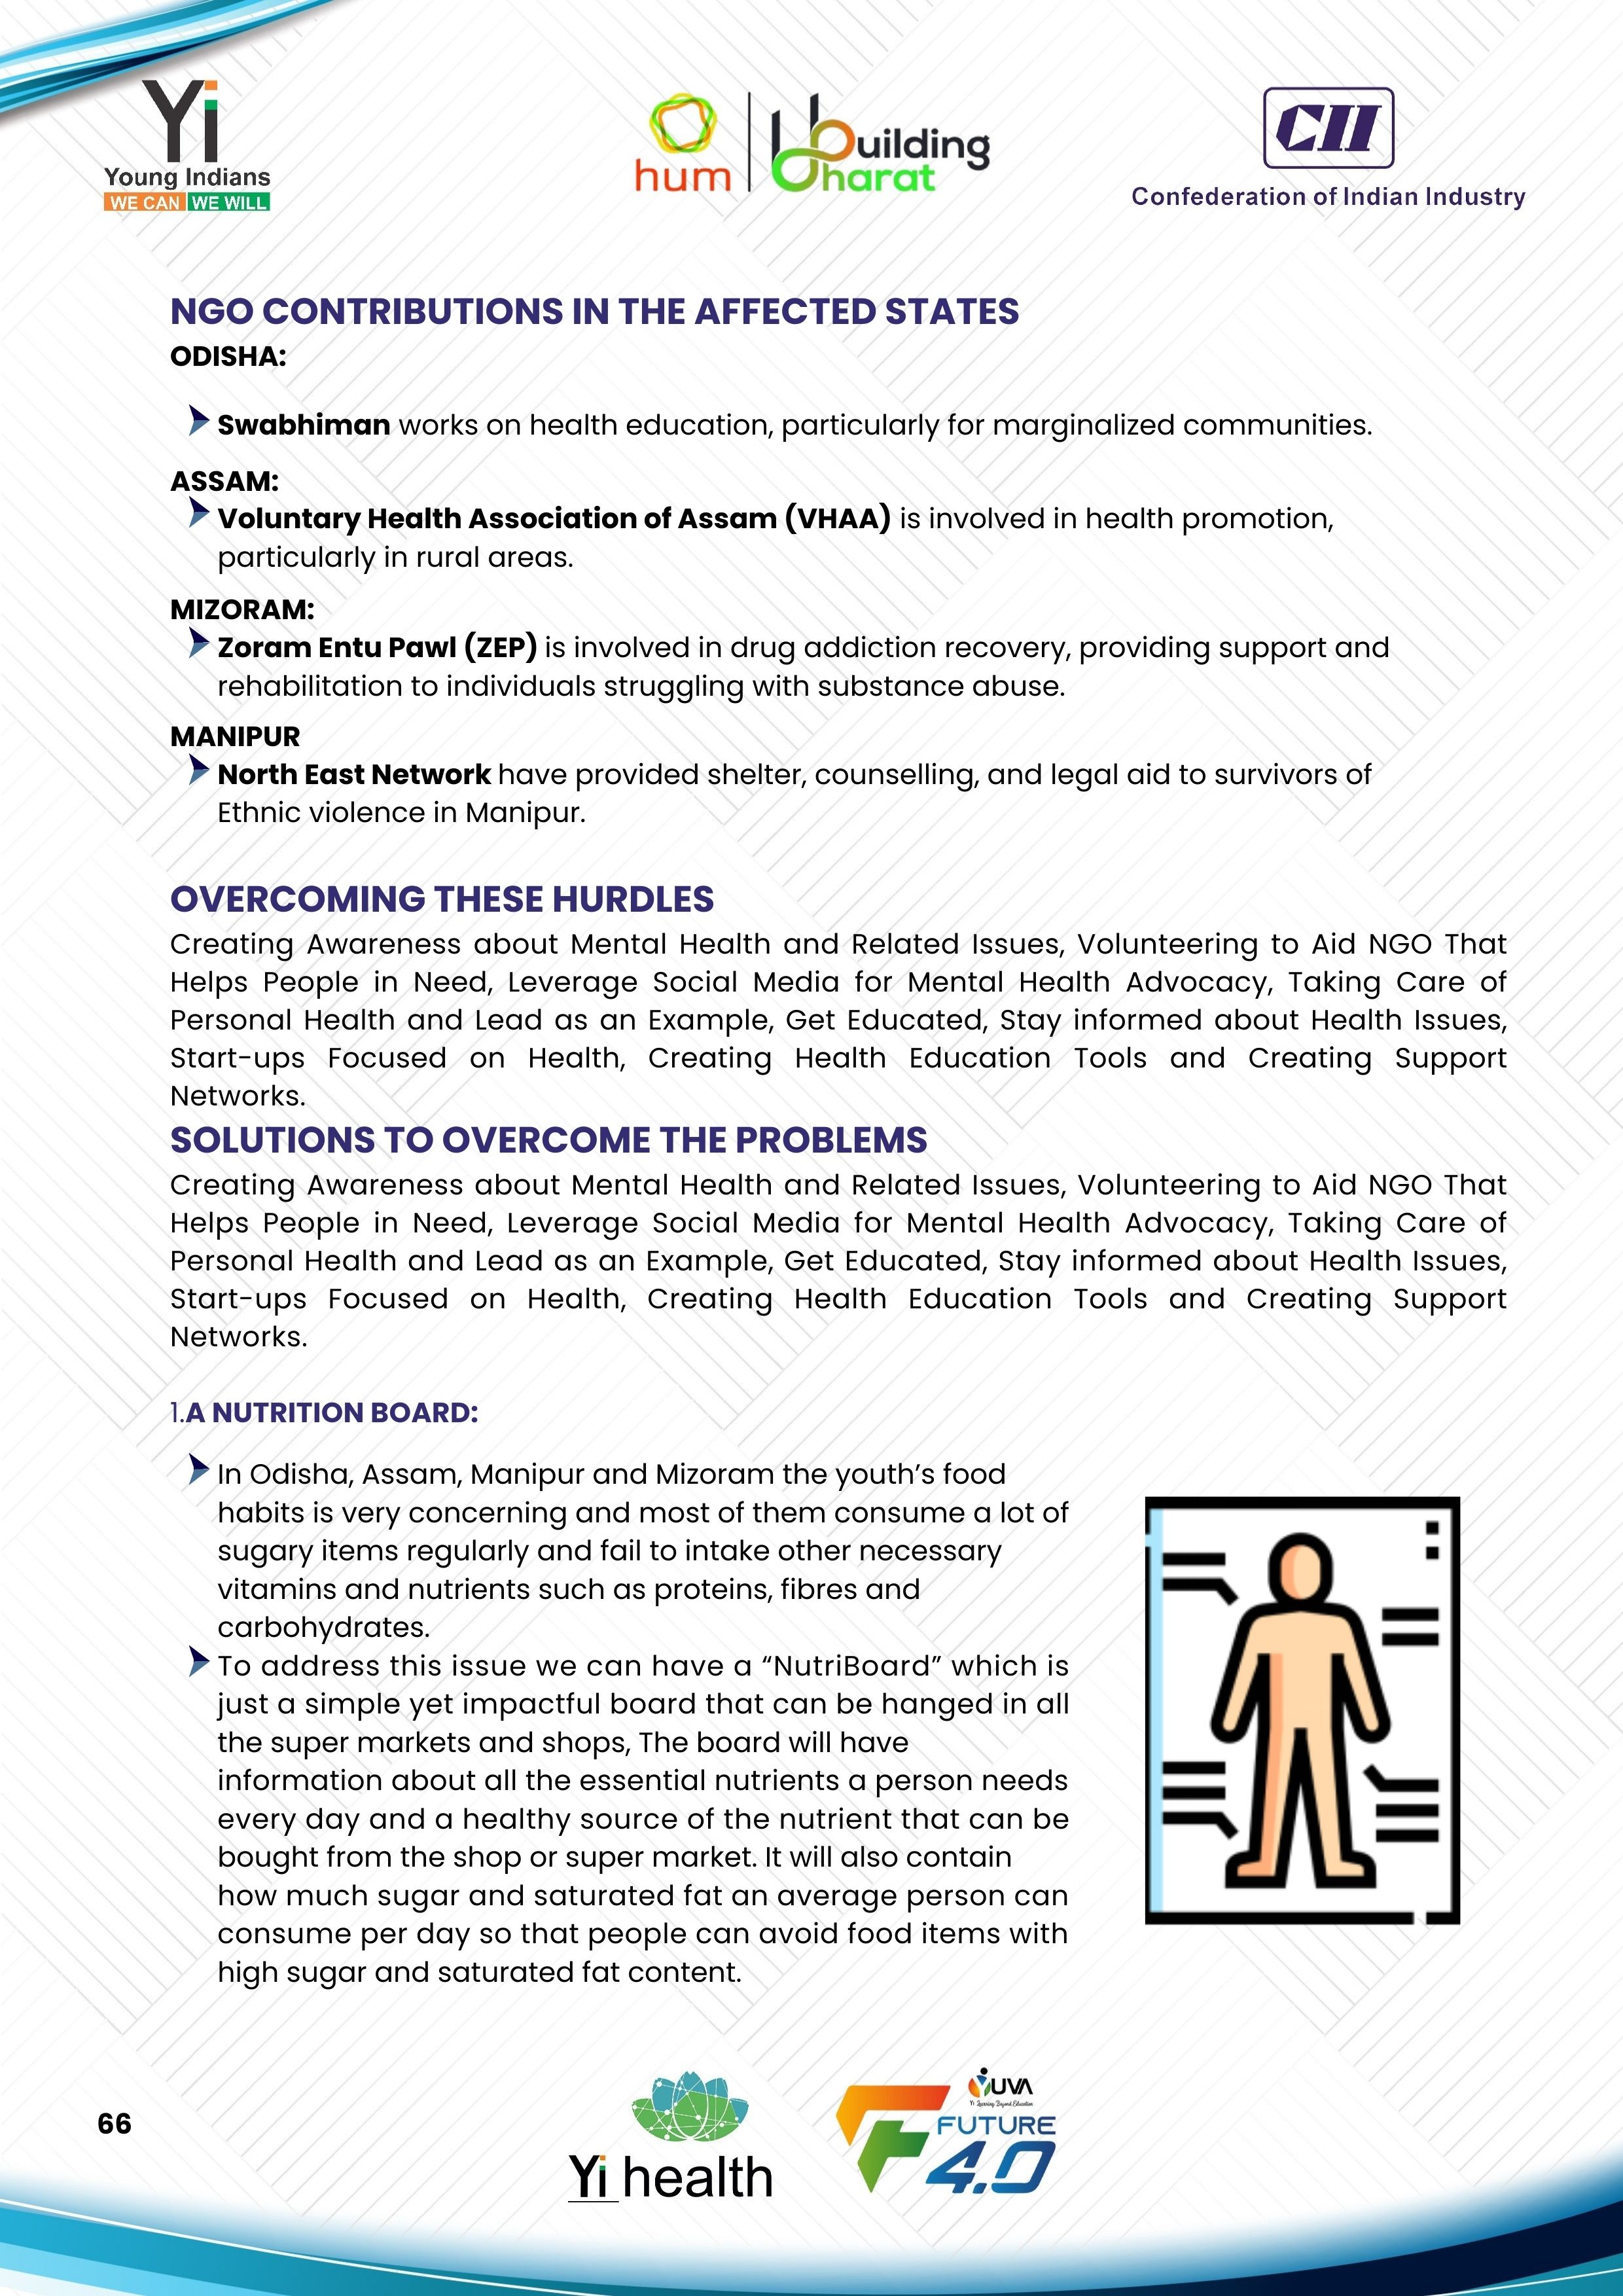 Yi
Young Indians
WE CAN WE WILL
hum
Building
Bharat
CII
Confederation of Indian Industry
NGO CONTRIBUTIONS IN THE AFFECTED STATES
ODISHA:
Swabhiman works on health education, particularly for marginalized communities.
ASSAM:
Voluntary Health Association of Assam (VHAA) is involved in health promotion,
particularly in rural areas.
MIZORAM:
Zoram Entu Pawl (ZEP) is involved in drug addiction recovery, providing support and
rehabilitation to individuals struggling with substance abuse.
MANIPUR
North East Network have provided shelter, counselling, and legal aid to survivors of
Ethnic violence in Manipur.
OVERCOMING THESE HURDLES
Creating Awareness about Mental Health and Related Issues, Volunteering to Aid NGO That
Helps People in Need, Leverage Social Media for Mental Health Advocacy, Taking Care of
Personal Health and Lead as an Example, Get Educated, Stay informed about Health Issues,
Start-ups Focused on Health, Creating Health Education Tools and Creating Support
Networks.
SOLUTIONS TO OVERCOME THE PROBLEMS
Creating Awareness about Mental Health and Related Issues, Volunteering to Aid NGO That
Helps People in Need, Leverage Social Media for Mental Health Advocacy, Taking Care of
Personal Health and Lead as an Example, Get Educated, Stay informed about Health Issues,
Start-ups Focused on Health, Creating Health Education Tools and Creating Support
Networks.
1.A NUTRITION BOARD:
In Odisha, Assam, Manipur and Mizoram the youth’s food
habits is very concerning and most of them consume a lot of
sugary items regularly and fail to intake other necessary
vitamins and nutrients such as proteins, fibres and
carbohydrates.
To address this issue we can have a “NutriBoard” which is
just a simple yet impactful board that can be hanged in all
the super markets and shops, The board will have
information about all the essential nutrients a person needs
every day and a healthy source of the nutrient that can be
bought from the shop or super market. It will also contain
how much sugar and saturated fat an average person can
consume per day so that people can avoid food items with
high sugar and saturated fat content.
66
Yi health
YUVA
Yi Learning Beyond Education
FUTURE
4.0